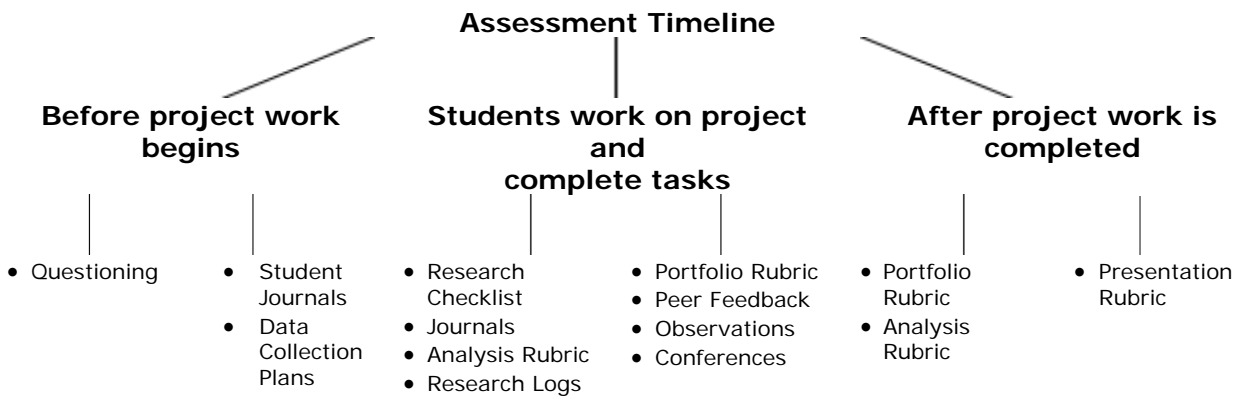 Assessment Timeline
Before project work
begins
Students work on project
and
complete tasks
After project work is
completed
• Questioning
• Student
Journals
• Data
Collection
Plans
• Research
Checklist
• Journals
• Analysis Rubric
• Research Logs
• Portfolio Rubric
• Peer Feedback
• Observations
• Conferences
• Portfolio
Rubric
• Analysis
Rubric
• Presentation
Rubric